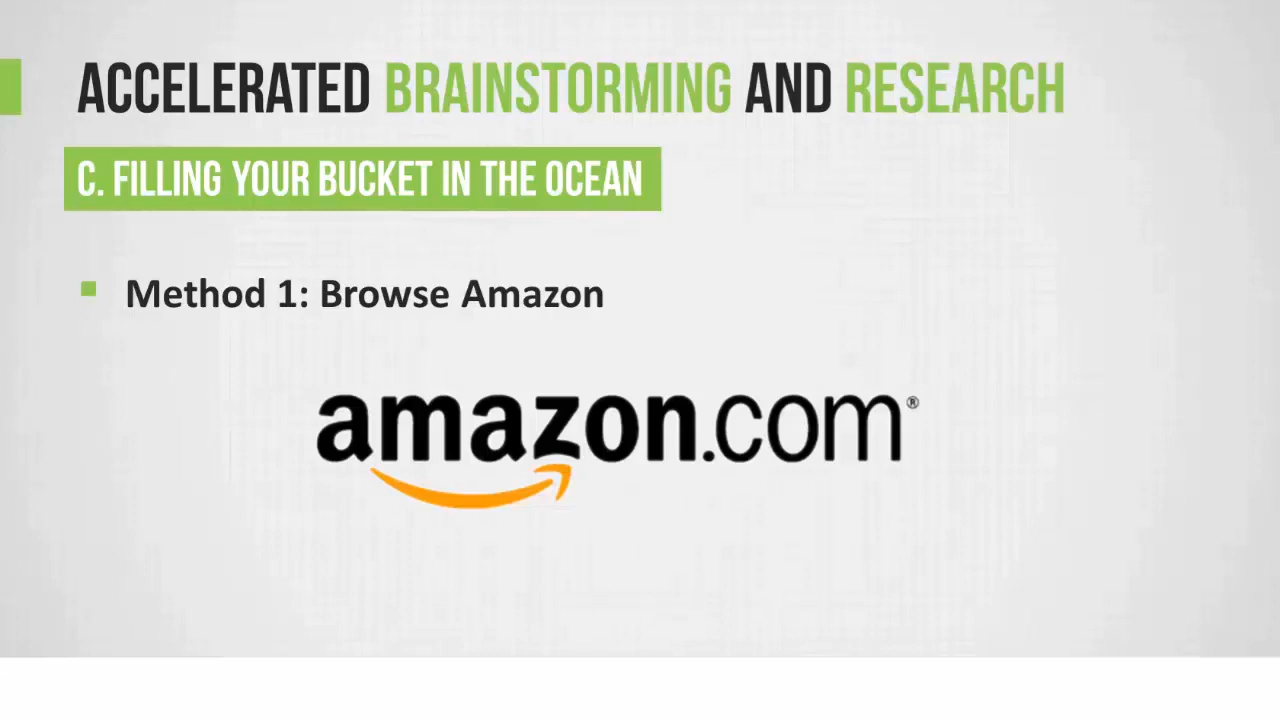 ACCELERATED BRAINSTORMING AND RESEARCH
C. FILLING YOUR BUCKET IN THE OCEAN
Method 1: Browse Amazon
amazon.com®